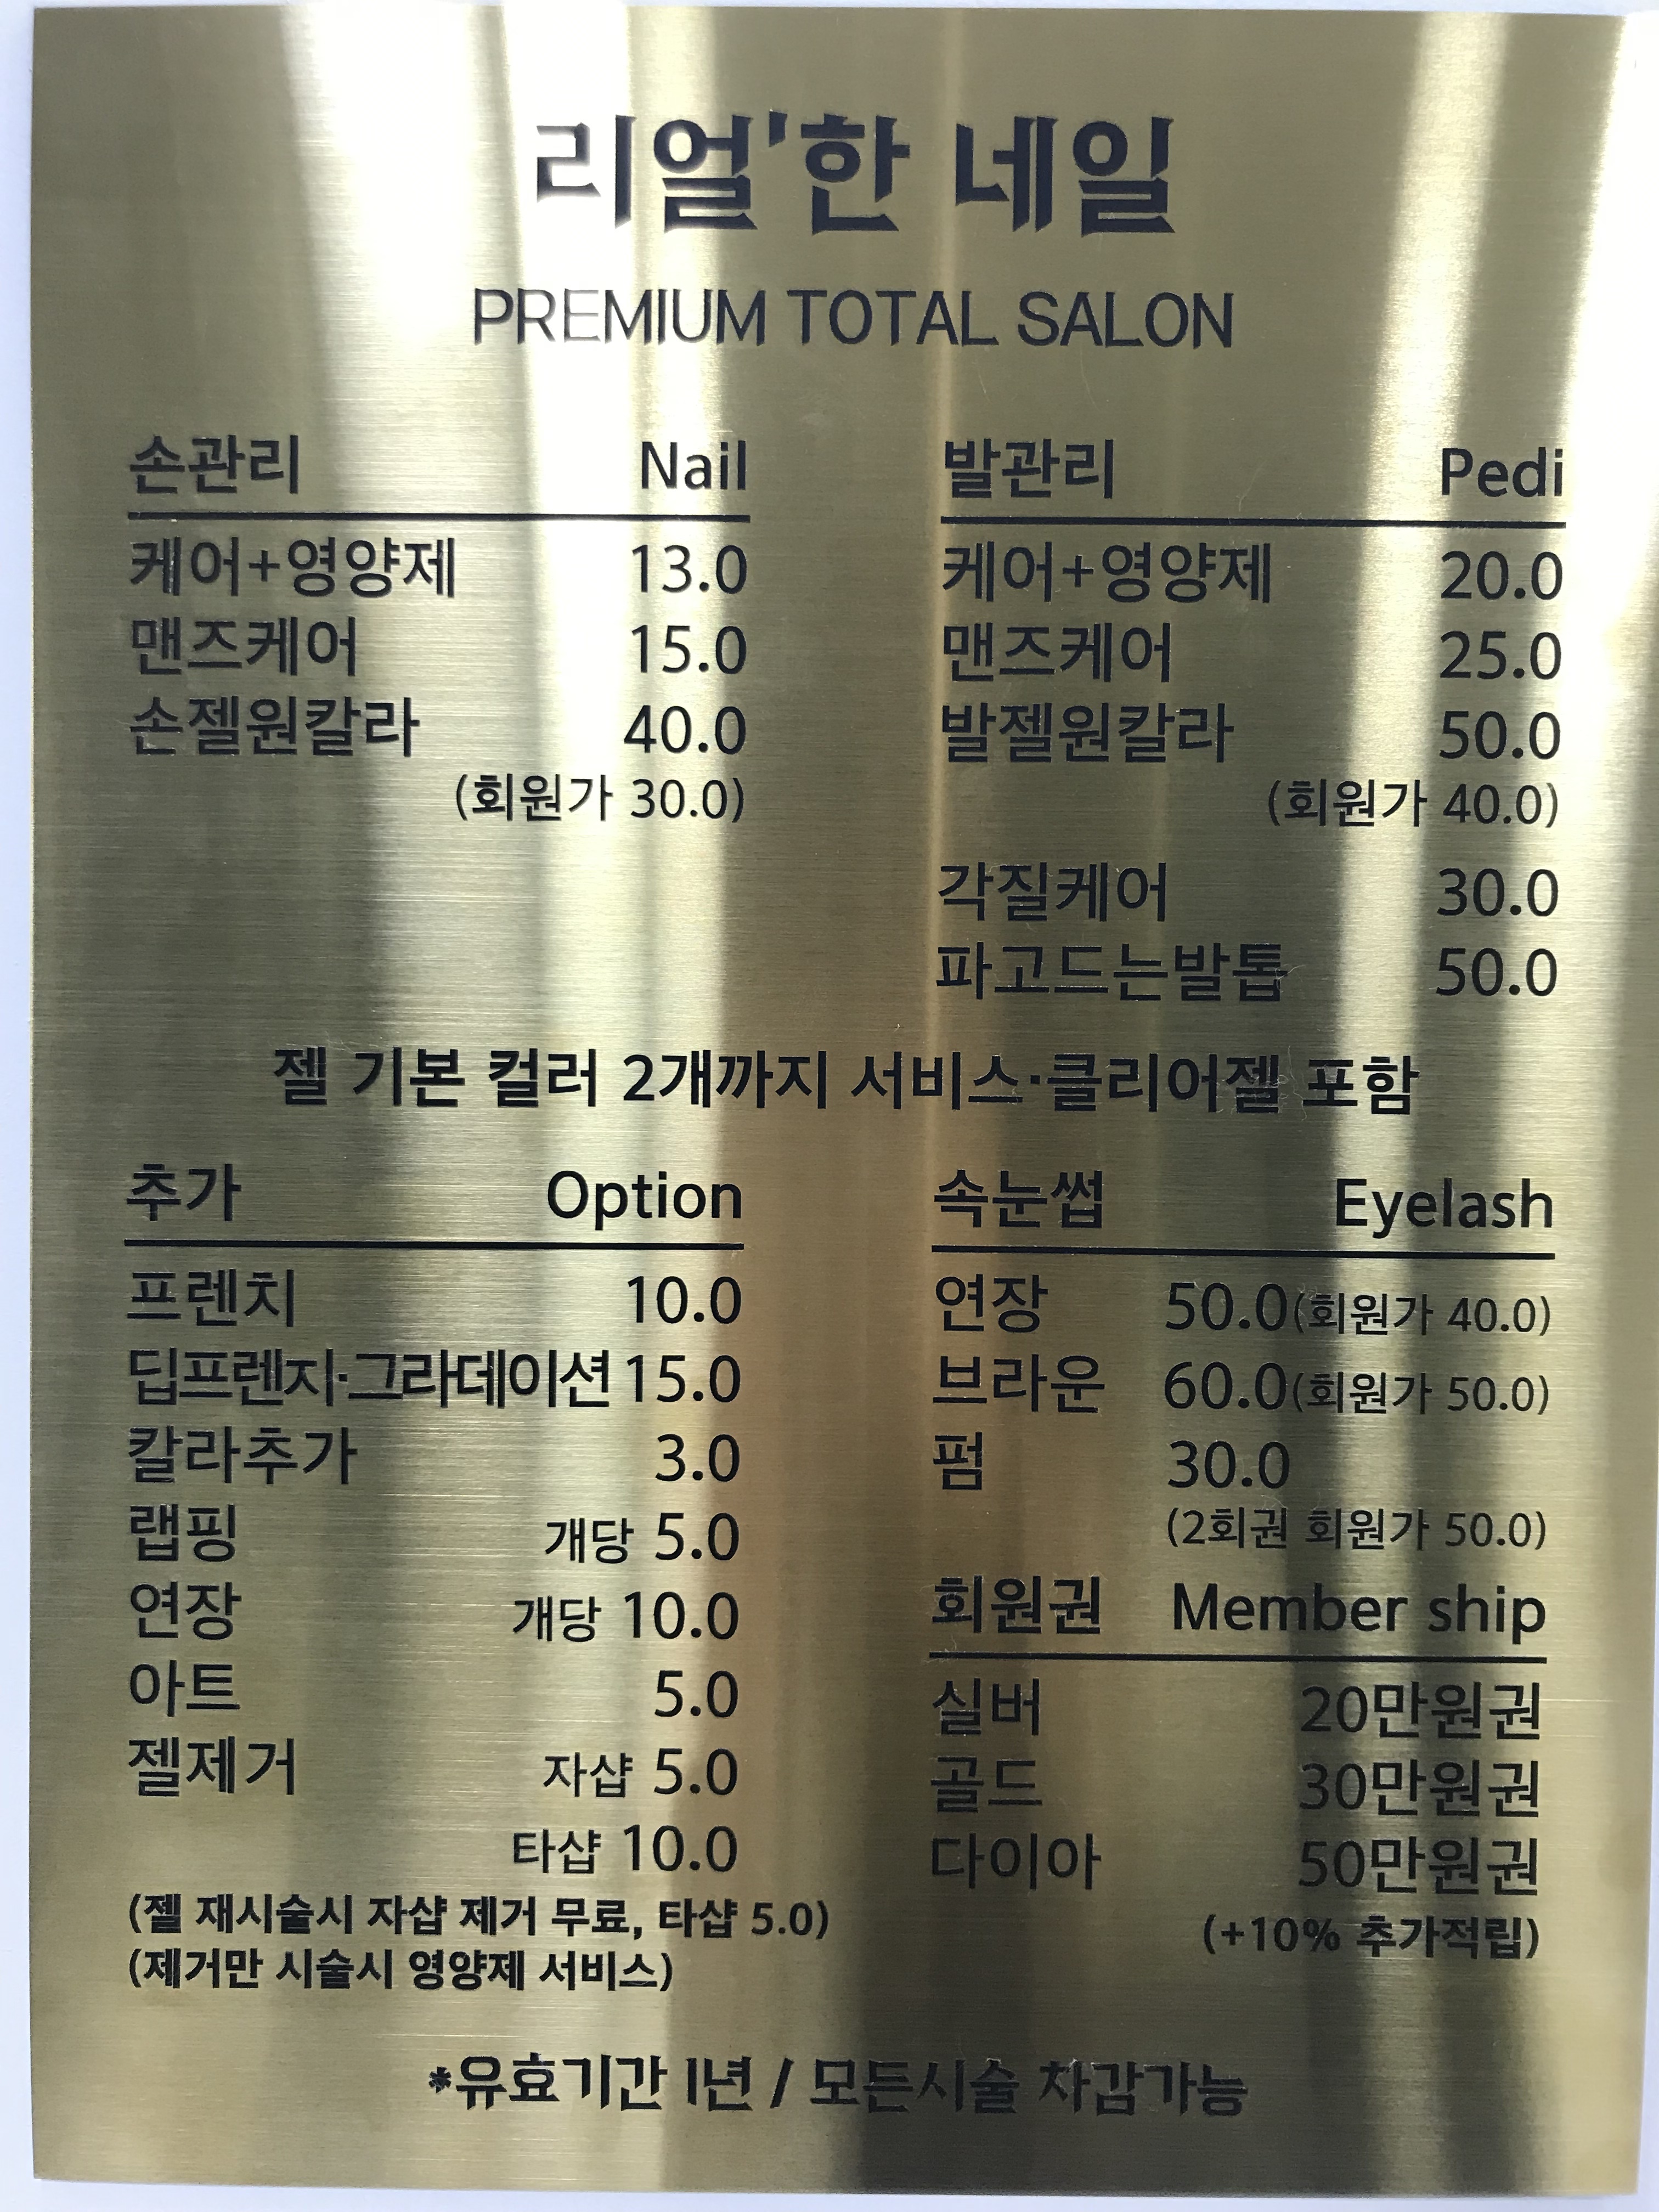 리얼'한 네일
PREMIUM TOTAL SALON
손관리 Nail
케어+영양제 13.0
맨즈케어 15.0
손젤원칼라 40.0
(회원가 30.0)
발관리 Pedi
케어+영양제 20.0
맨즈케어 25.0
발젤원칼라 50.0
(회원가 40.0)
각질케어 30.0
파고드는발톱 50.0
젤 기본 컬러 2개까지 서비스·클리어젤 포함
추가 Option
프렌치 10.0
딥프렌지·그라데이션 15.0
칼라추가 3.0
랩핑 개당 5.0
연장 개당 10.0
아트 5.0
젤제거 자샵 5.0
타샵 10.0
(젤 재시술시 자샵 제거 무료, 타샵 5.0)
(제거만 시술시 영양제 서비스)
속눈썹 Eyelash
연장 50.0(회원가 40.0)
브라운 60.0(회원가 50.0)
펌 30.0
(2회권 회원가 50.0)
회원권 Member ship
실버 20만원권
골드 30만원권
다이아 50만원권
(+10% 추가적립)
*유효기간 1년 / 모든시술 차감가능